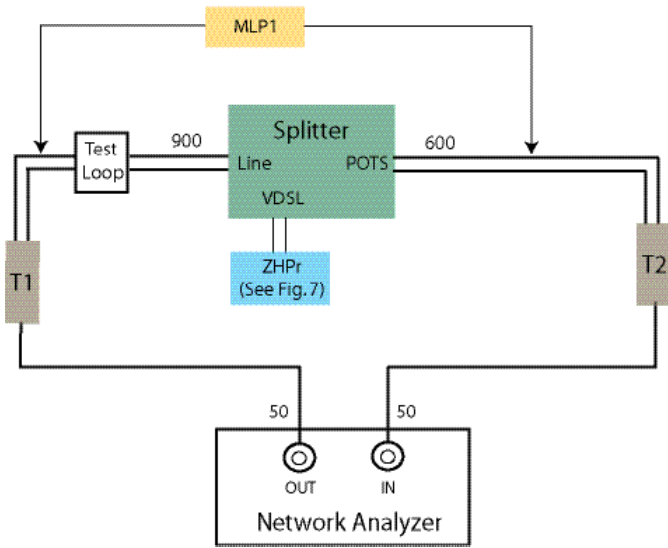 MLP1
900
Splitter
600
Test
Loop
Line
POTS
VDSL
T1
ZHPr
(See Fig.7)
T2
50
50
OUT
IN
Network Analyzer